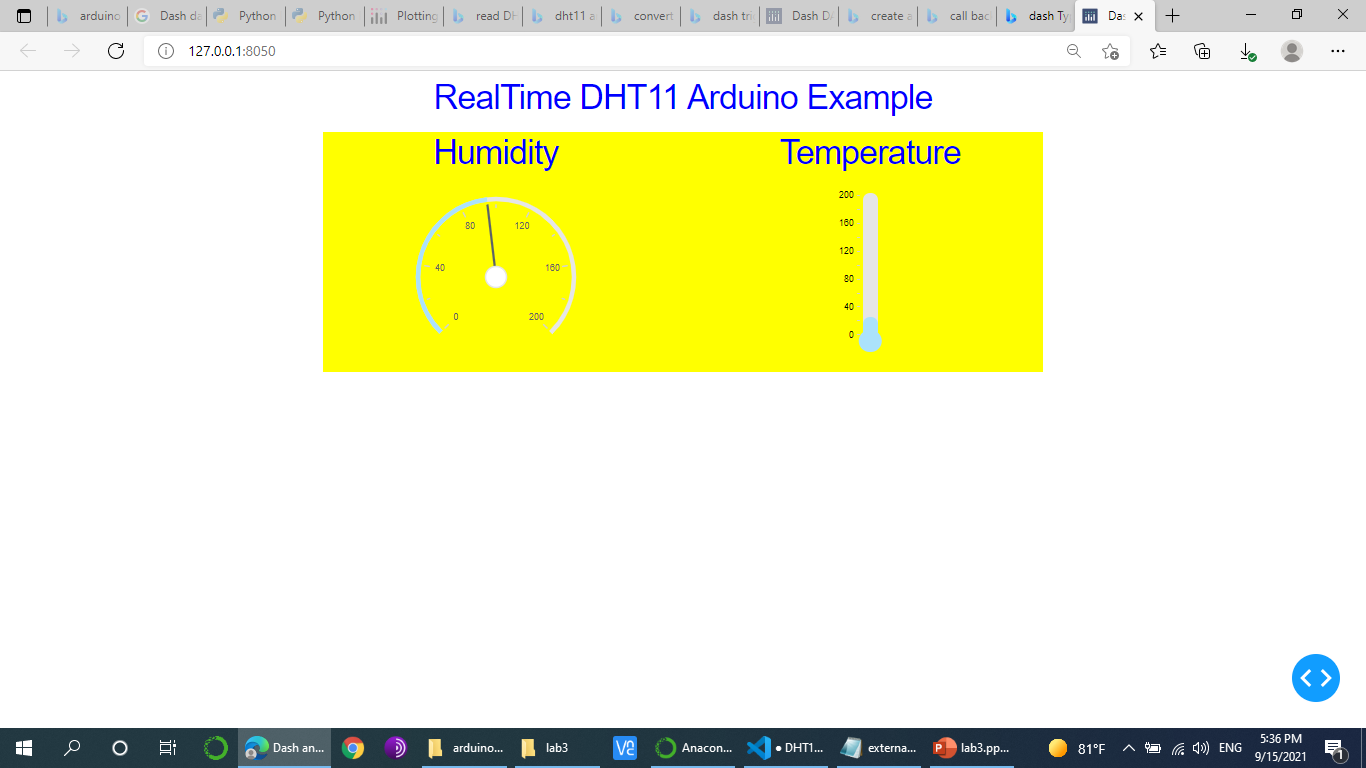 arduino
Dash da
Python
Python
Plotting
read DH
dht11 a
convert
dash tri
Dash DA
create a
call bac
dash Ty
Das
127.0.0.1:8050
RealTime DHT11 Arduino Example
Humidity
Temperature
0
40
80
120
160
200
200
160
120
80
40
0
Dash an...
arduino...
lab3
Anacon...
● DHT1...
externa...
lab3.pp...
81°F
ENG
5:36 PM
9/15/2021
1